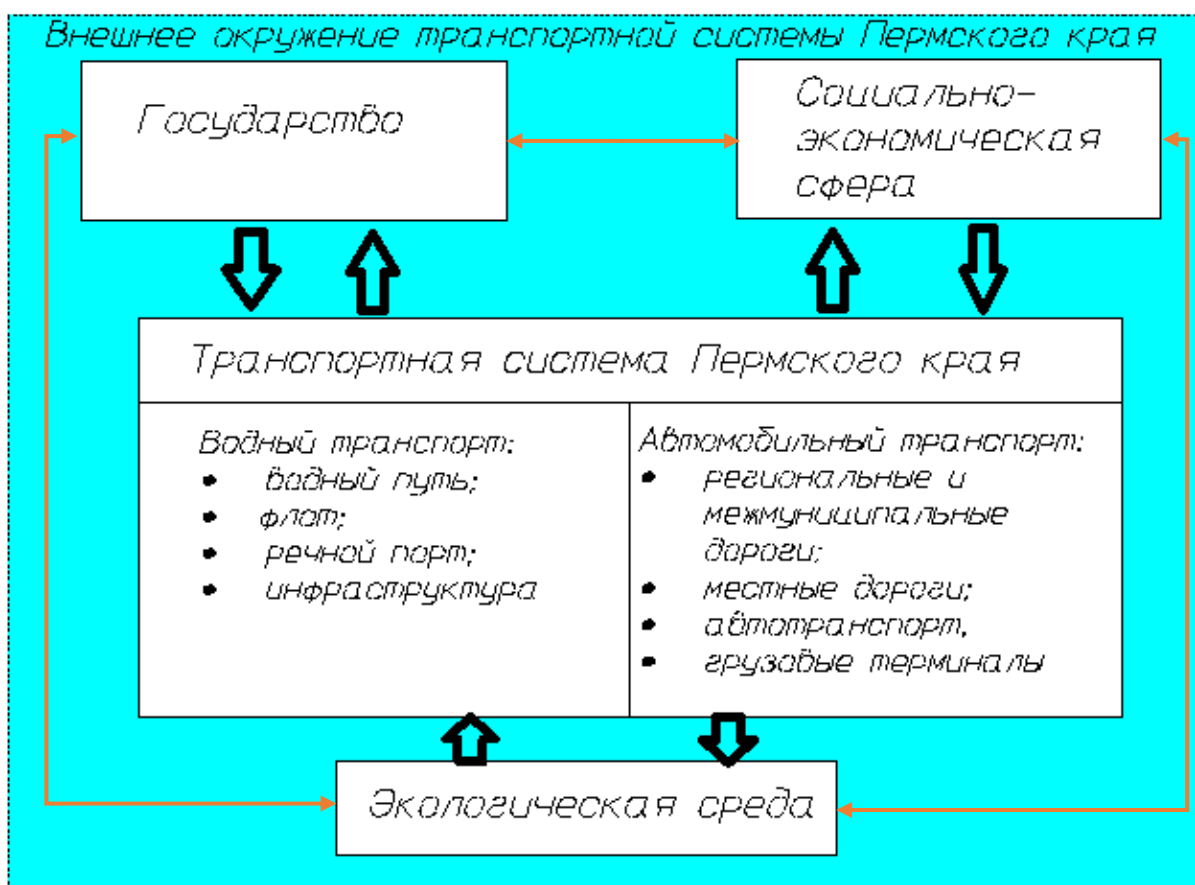 Внешнее окружение транспортной системы Пермского края
Государство
Социально-
экономическая
сфера
Транспортная система Пермского края
Водный транспорт:
• водный путь;
• флот;
• речной порт;
• инфраструктура
Автомобильный транспорт:
• региональные и
межмуниципальные
дороги;
• местные дороги;
• автотранспорт,
• грузовые терминалы
Экологическая среда